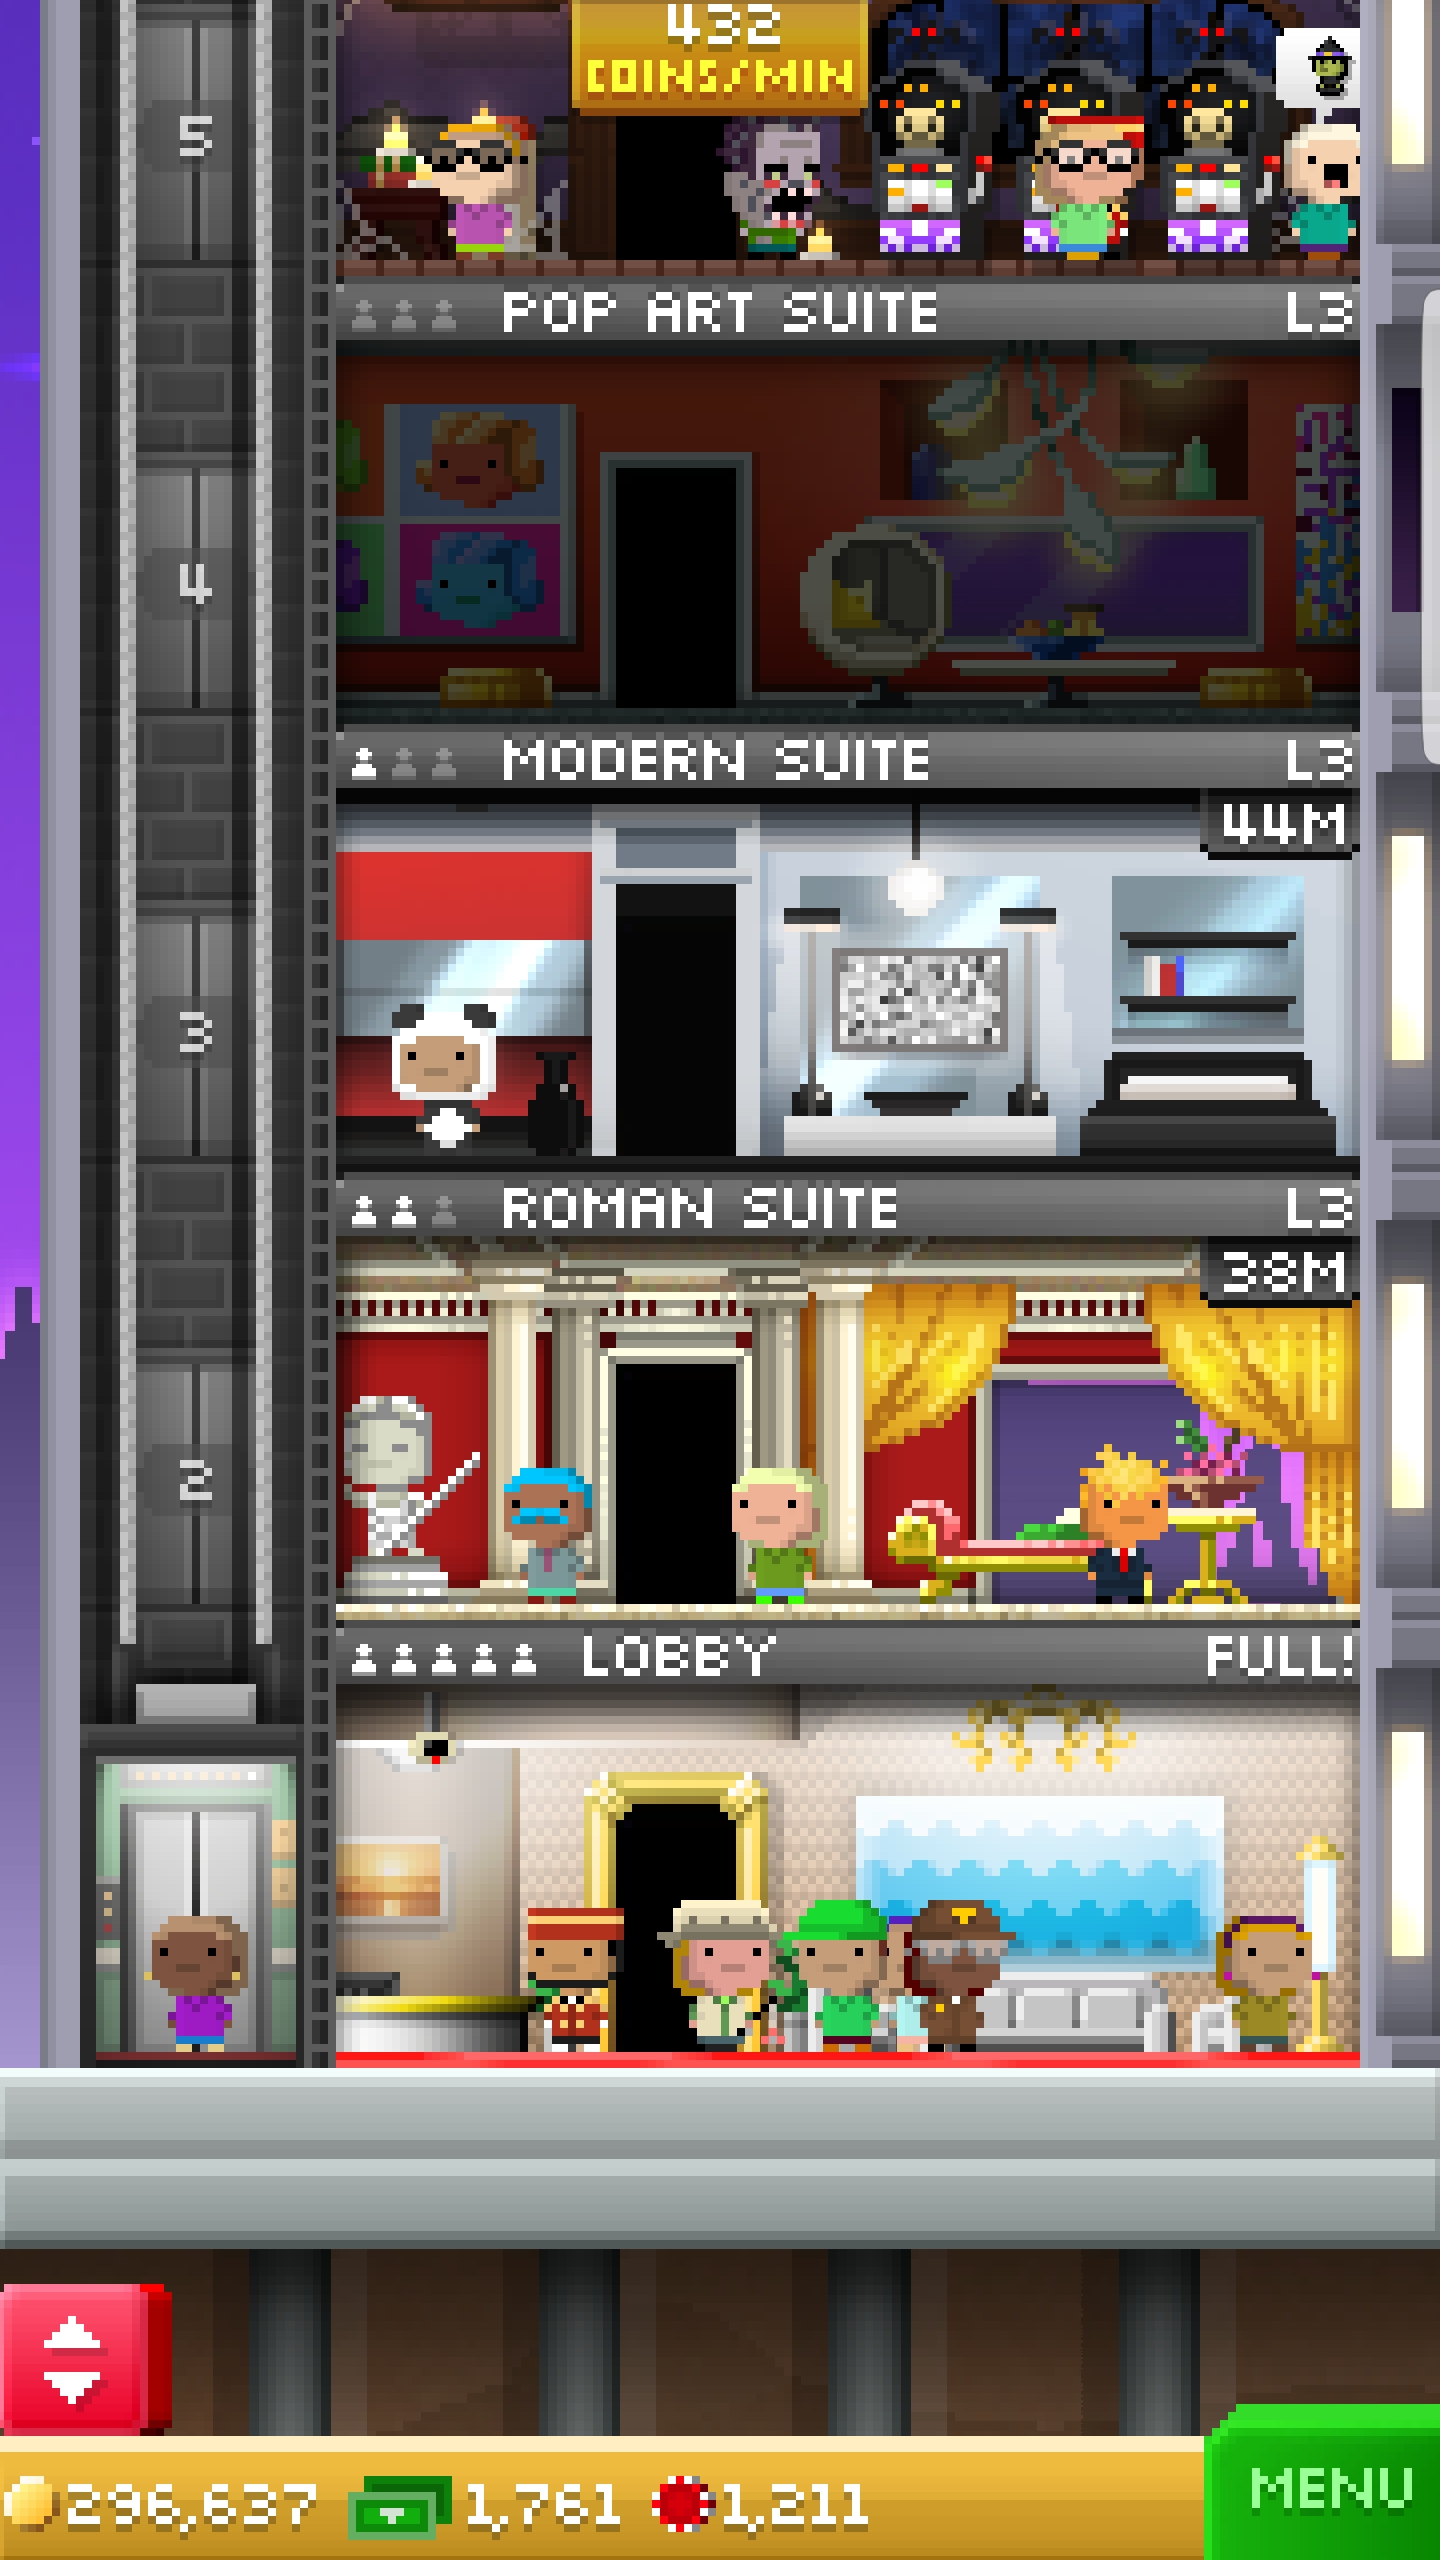 432
COINS/MIN
5
POP ART SUITE L3
4
MODERN SUITE L3
44M
3
ROMAN SUITE L3
38M
2
LOBBY FULL!
MENU
296,637 1,761 1,211